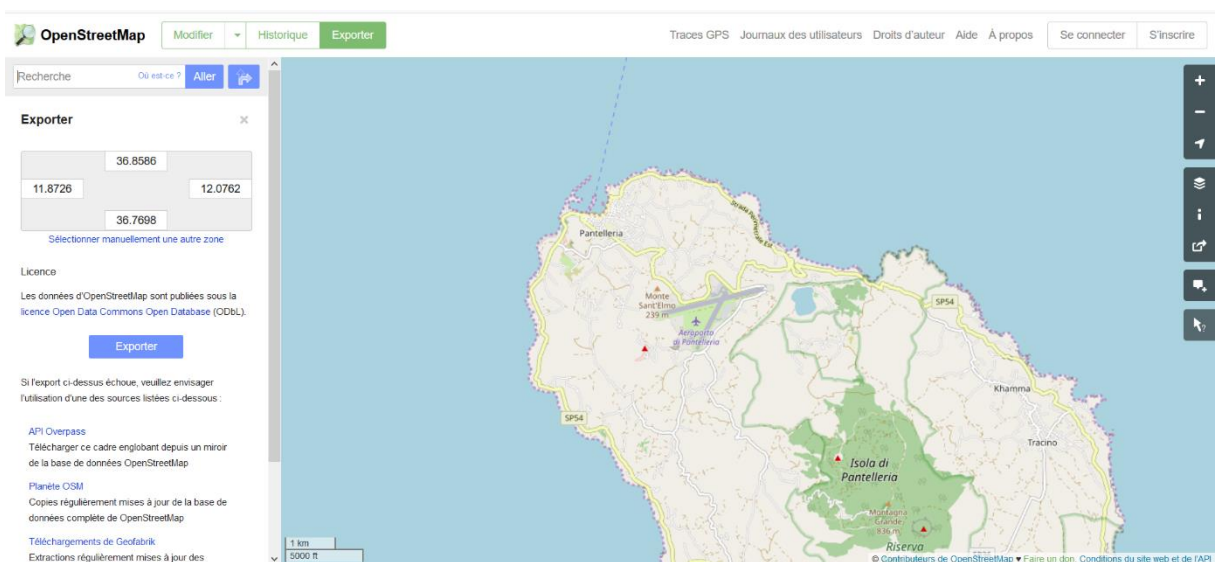 OpenStreetMap
Modifier
Historique
Exporter
Traces GPS
Journaux des utilisateurs
Droits d'auteur
Aide
À propos
Se connecter
S'inscrire
Recherche
Où est-ce ?
Aller
Exporter
×
36.8586
11.8726
12.0762
36.7698
Sélectionner manuellement une autre zone
Licence
Les données d'OpenStreetMap sont publiées sous la
licence Open Data Commons Open Database (ODbL).
Exporter
Si l'export ci-dessus échoue, veuillez envisager
l'utilisation d'une des sources listées ci-dessous :
API Overpass
Télécharger ce cadre englobant depuis un miroir
de la base de données OpenStreetMap
Planète OSM
Copies régulièrement mises à jour de la base de
données complète de OpenStreetMap
Téléchargements de Geofabrik
Extractions régulièrement mises à jour des
Pantelleria
Strada Perimetrale Est
Monte
Sant'Elmo
239 m
Aeroporto
di Pantelleria
SP54
Khamma
Tracino
SP54
Isola di
Pantelleria
Montagna
Grande
836 m
Riserva
1 km
5000 ft
© Contributeurs de OpenStreetMap ♥ Faire un don. Conditions du site web et de l'API